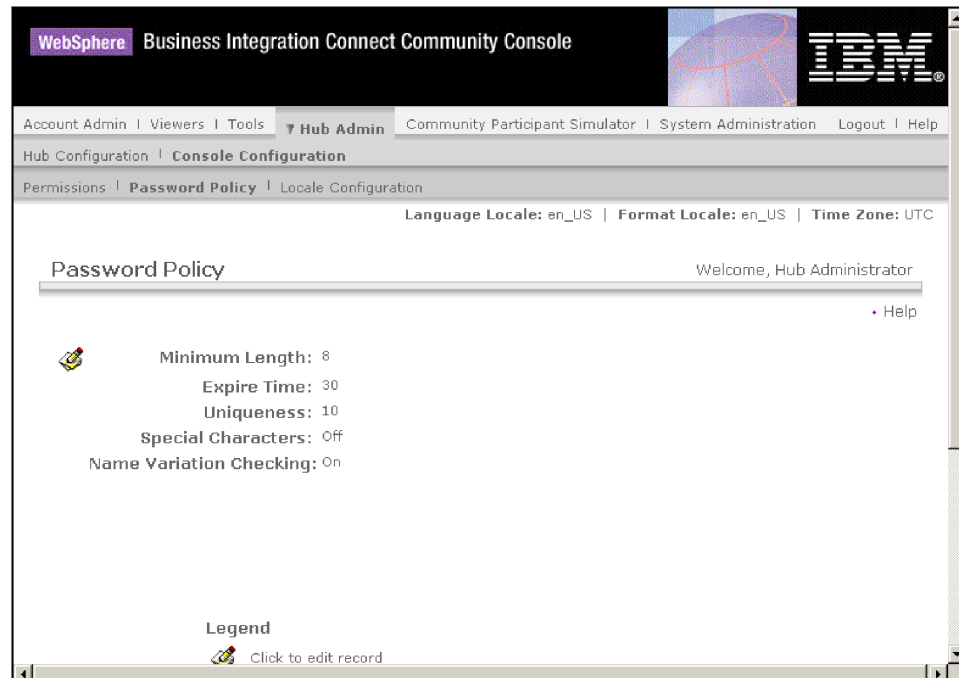 WebSphere Business Integration Connect Community Console
IBM®
Account Admin | Viewers | Tools Hub Admin Community Participant Simulator | System Administration Logout | Help
Hub Configuration | Console Configuration
Permissions | Password Policy | Locale Configuration
Language Locale: en_US | Format Locale: en_US | Time Zone: UTC
Password Policy Welcome, Hub Administrator
Help
Minimum Length: 8
Expire Time: 30
Uniqueness: 10
Special Characters: Off
Name Variation Checking: On
Legend
Click to edit record